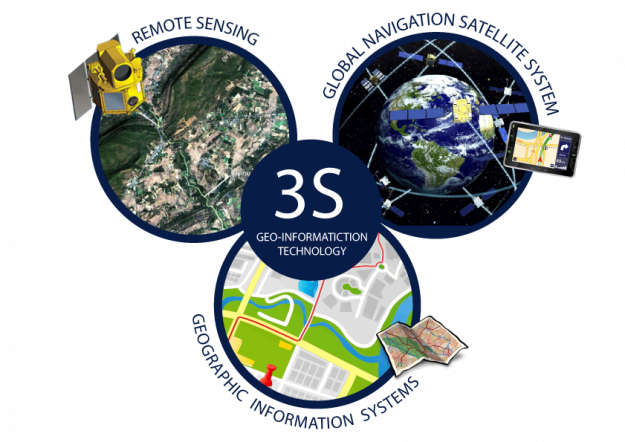 REMOTE SENSING
GLOBAL NAVIGATION SATELLITE SYSTEM
3S
GEO-INFORMATICTION
TECHNOLOGY
GEOGRAPHIC INFORMATION SYSTEMS